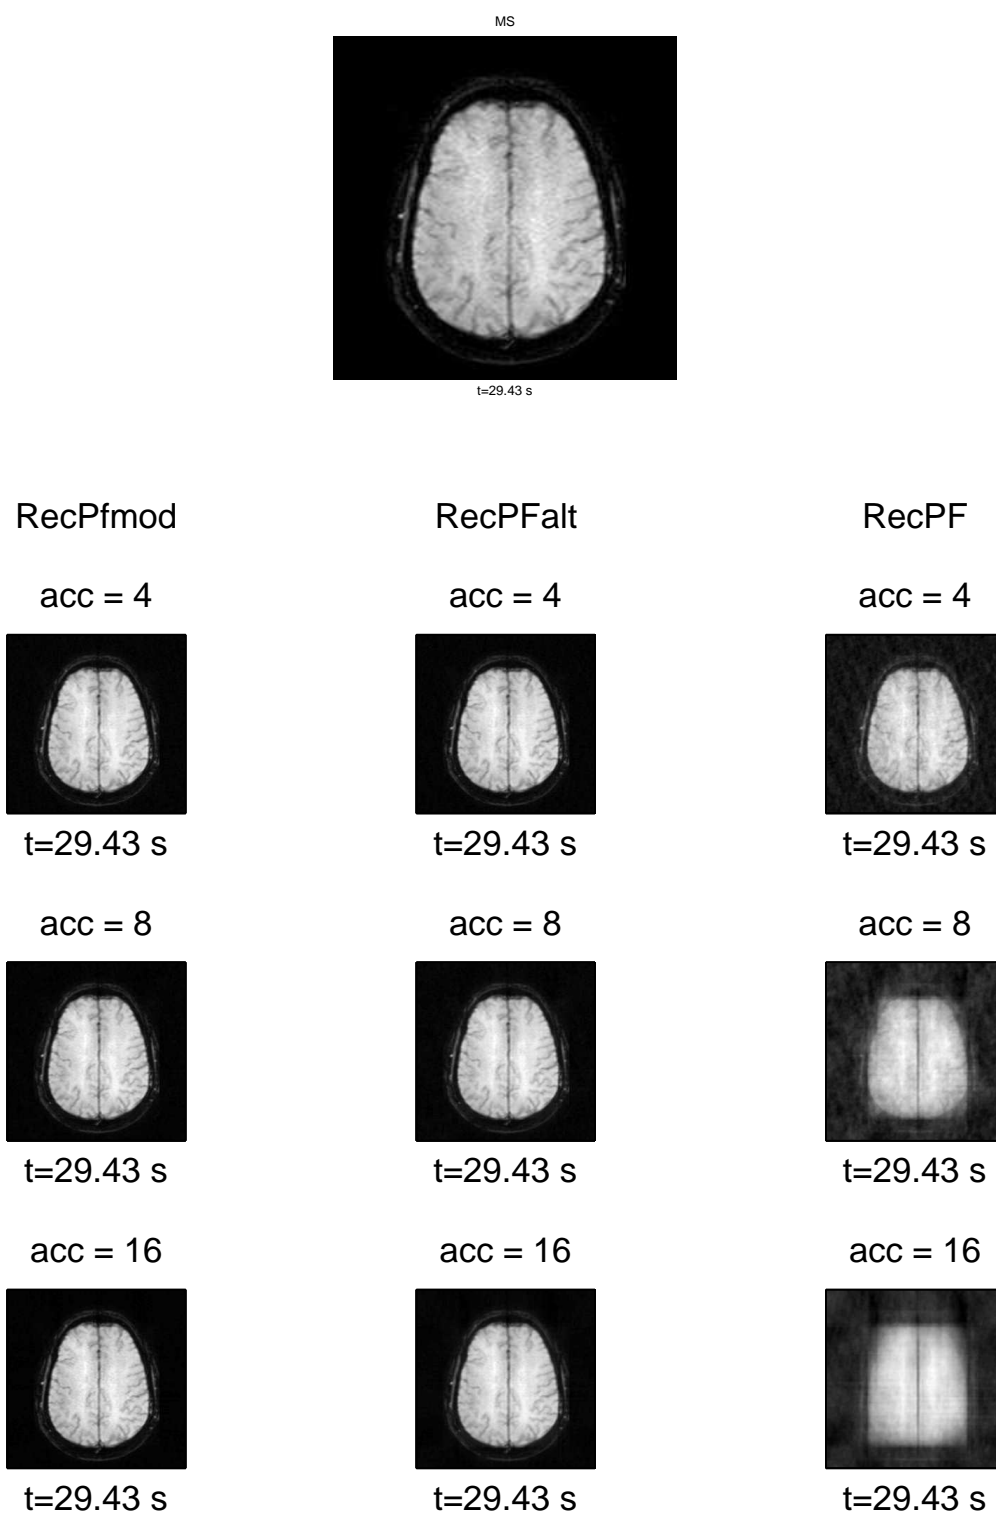 MS
t=29.43 s
RecPfmod RecPFalt RecPF
acc = 4 acc = 4 acc = 4
t=29.43 s t=29.43 s t=29.43 s
acc = 8 acc = 8 acc = 8
t=29.43 s t=29.43 s t=29.43 s
acc = 16 acc = 16 acc = 16
t=29.43 s t=29.43 s t=29.43 s